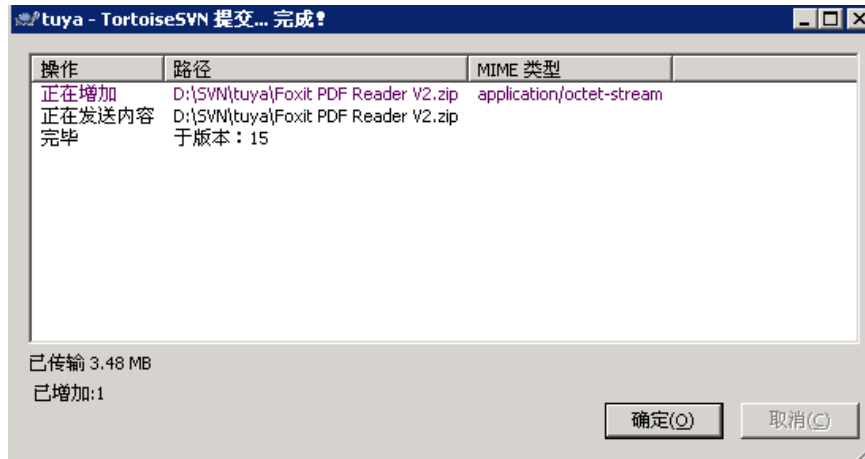 tuya - TortoiseSVN 提交... 完成！
操作 路径 MIME 类型
正在增加 D:\SVN\tuya\Foxit PDF Reader V2.zip application/octet-stream
正在发送内容 D:\SVN\tuya\Foxit PDF Reader V2.zip
完毕 于版本：15
已传输 3.48 MB
已增加:1
确定(O) 取消(C)